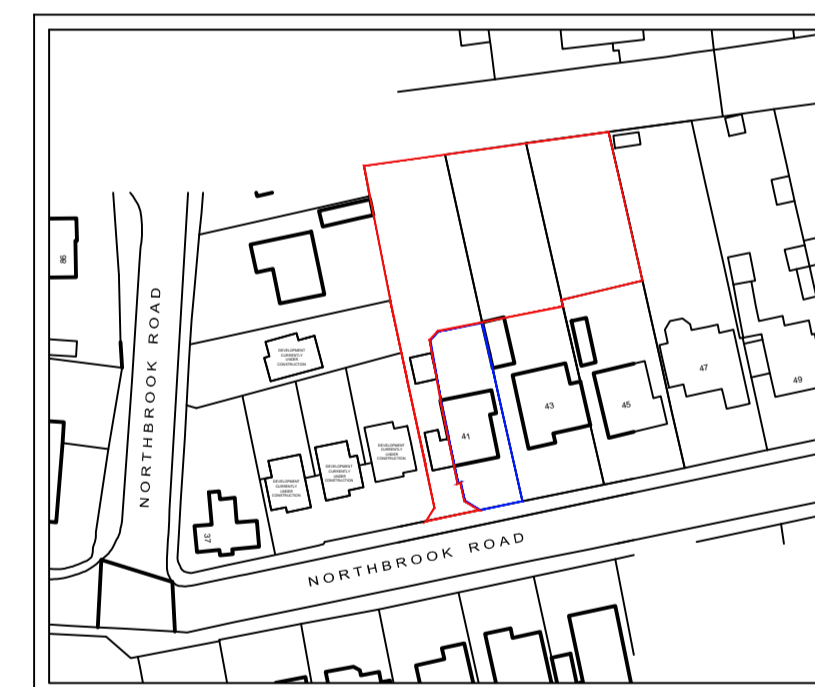 98
NORTHBROOK ROAD
DEVELOPMENT
CURRENTLY
UNDER
CONSTRUCTION
DEVELOPMENT
CURRENTLY
UNDER
CONSTRUCTION
DEVELOPMENT
CURRENTLY
UNDER
CONSTRUCTION
DEVELOPMENT
CURRENTLY
UNDER
CONSTRUCTION
37
41
43
45
47
49
NORTHBROOK ROAD